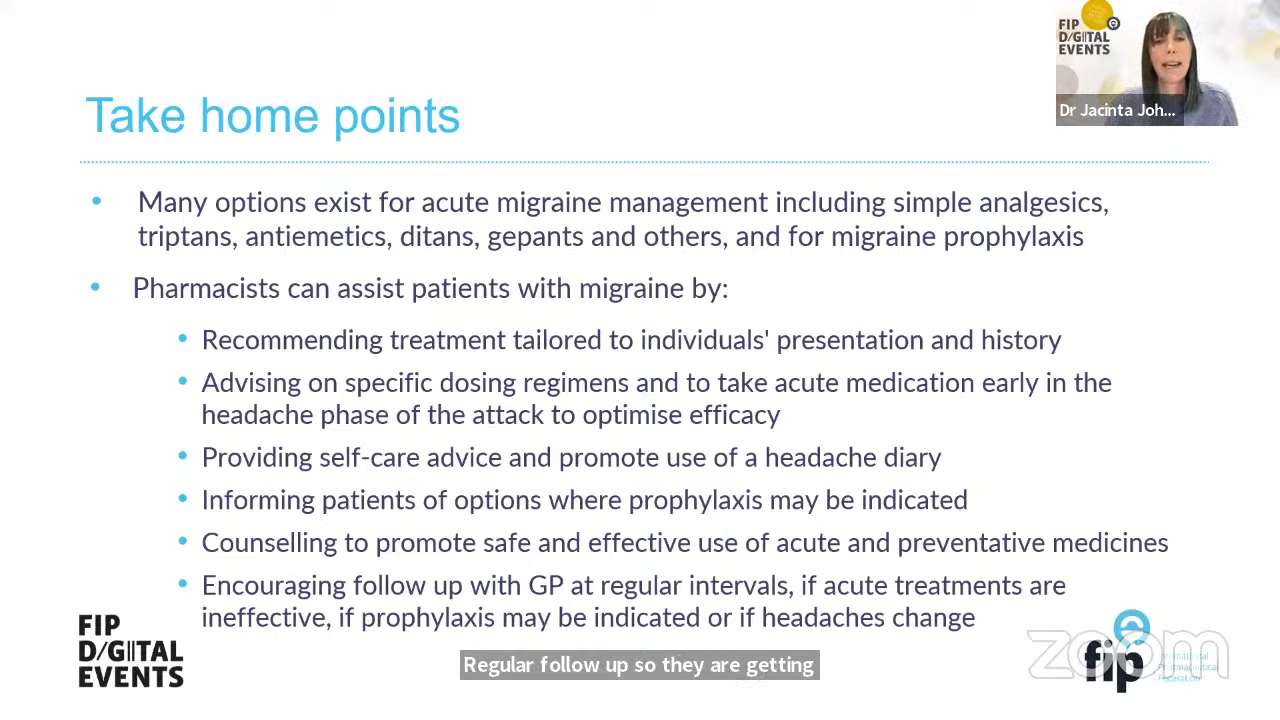 FIP
DIGITAL
EVENTS
Dr Jacinta Joh...
Take home points
• Many options exist for acute migraine management including simple analgesics,
triptans, antiemetics, ditans, gepants and others, and for migraine prophylaxis
• Pharmacists can assist patients with migraine by:
• Recommending treatment tailored to individuals' presentation and history
• Advising on specific dosing regimens and to take acute medication early in the
headache phase of the attack to optimise efficacy
• Providing self-care advice and promote use of a headache diary
• Informing patients of options where prophylaxis may be indicated
• Counselling to promote safe and effective use of acute and preventative medicines
• Encouraging follow up with GP at regular intervals, if acute treatments are
ineffective, if prophylaxis may be indicated or if headaches change
FIP
D/GITAL
EVENTS
Regular follow up so they are getting
zoom
fip
International
Pharmaceutical
Federation